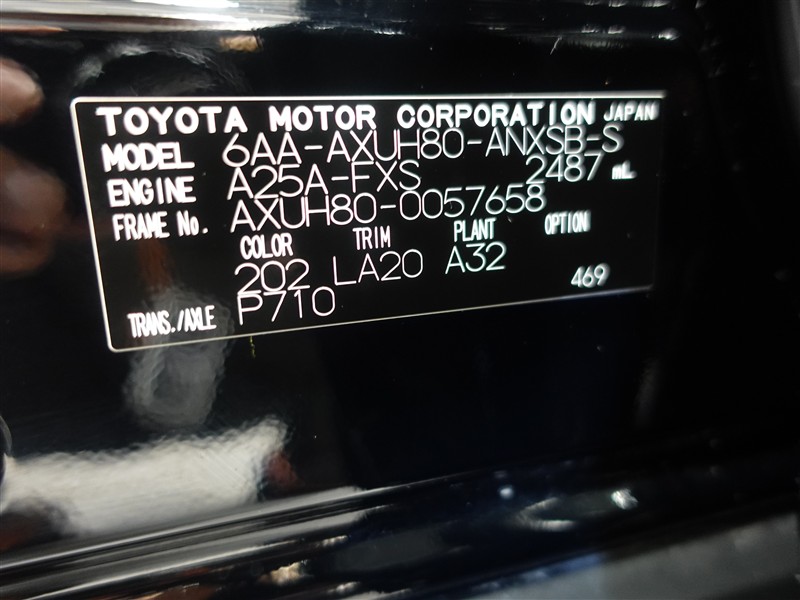 TOYOTA MOTOR CORPORATION JAPAN
MODEL 6AA-AXUH80-ANXSB-S
ENGINE A25A-FXS 2487 mL
FRAME No. AXUH80-0057658
COLOR TRIM PLANT OPTION
202 LA20 A32
TRANS./AXLE P710 469